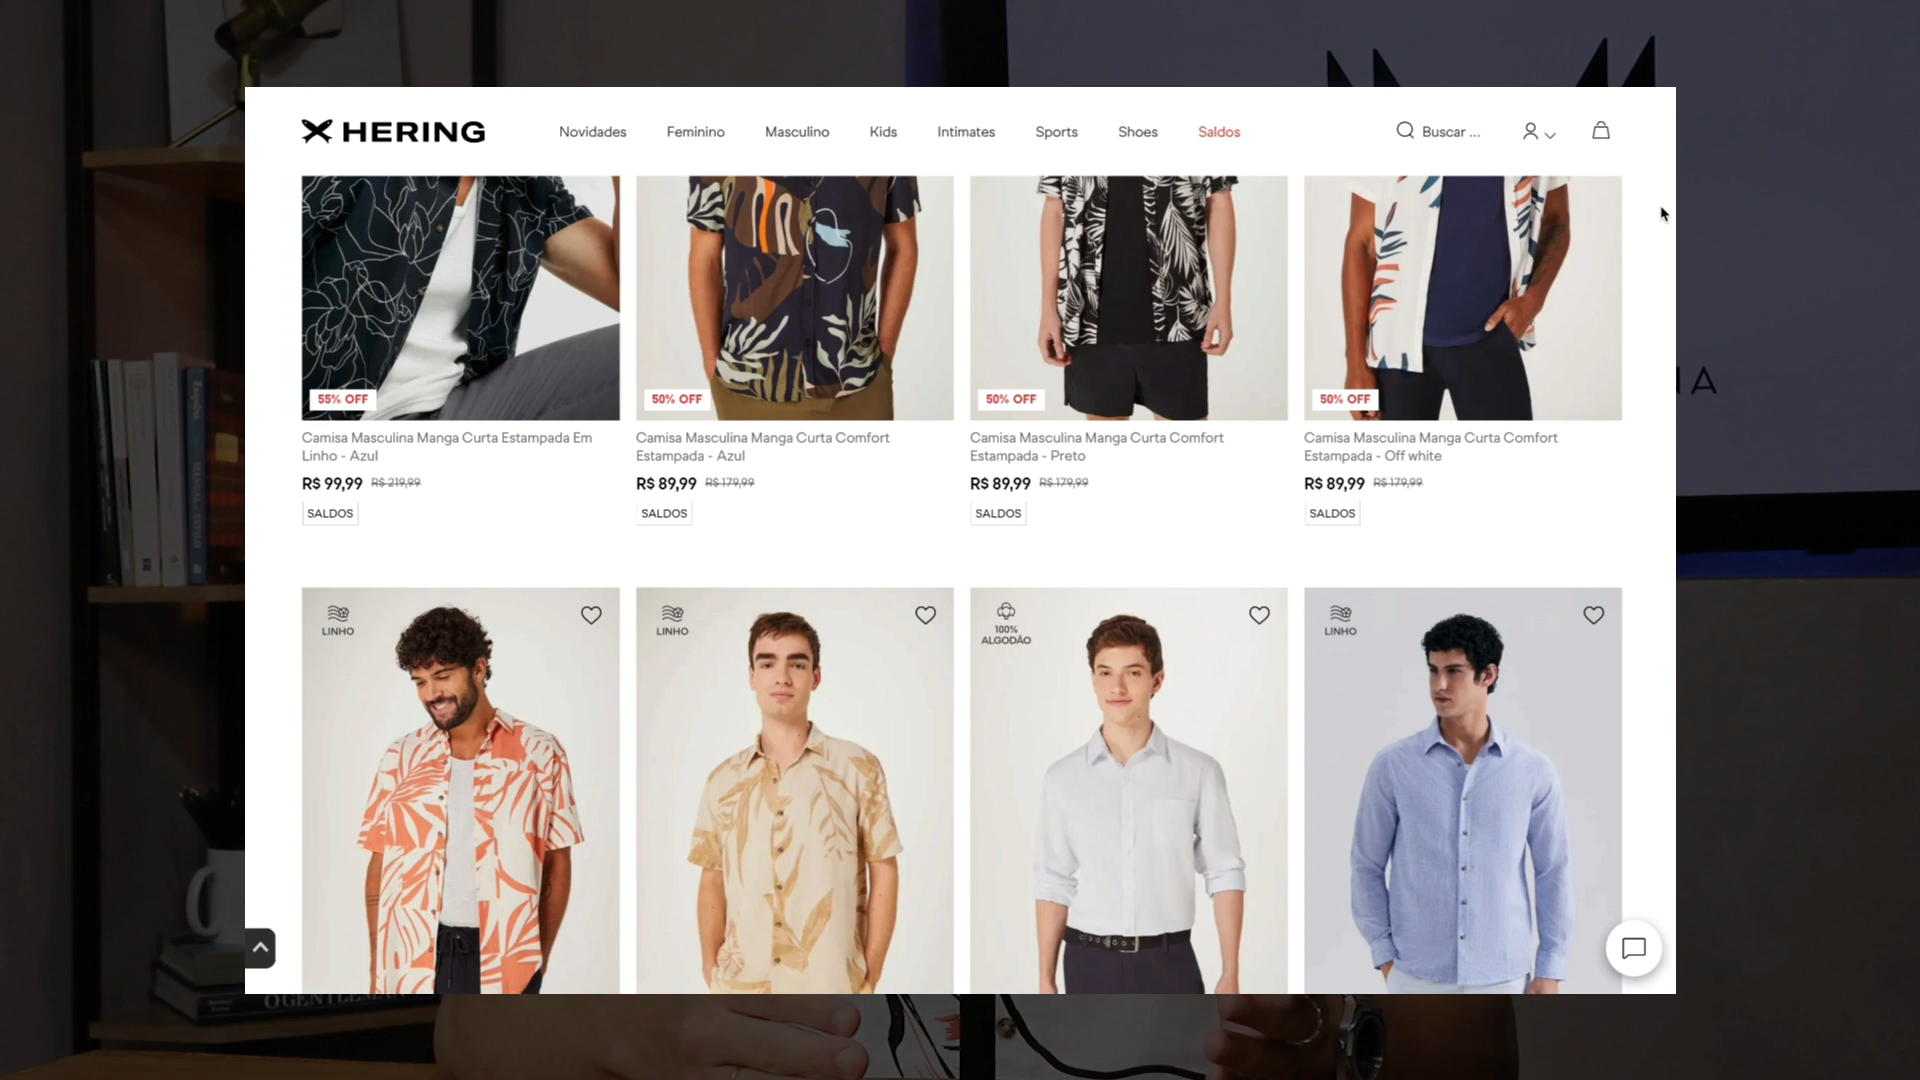 HERING
Novidades
Feminino
Masculino
Kids
Intimates
Sports
Shoes
Saldos
Buscar ...
55% OFF
50% OFF
50% OFF
50% OFF
Camisa Masculina Manga Curta Estampada Em
Linho - Azul
R$ 99,99 R$ 219,99
SALDOS
Camisa Masculina Manga Curta Comfort
Estampada - Azul
R$ 89,99 R$ 179,99
SALDOS
Camisa Masculina Manga Curta Comfort
Estampada - Preto
R$ 89,99 R$ 179,99
SALDOS
Camisa Masculina Manga Curta Comfort
Estampada - Off white
R$ 89,99 R$ 179,99
SALDOS
LINHO
LINHO
100%
ALGODÃO
LINHO